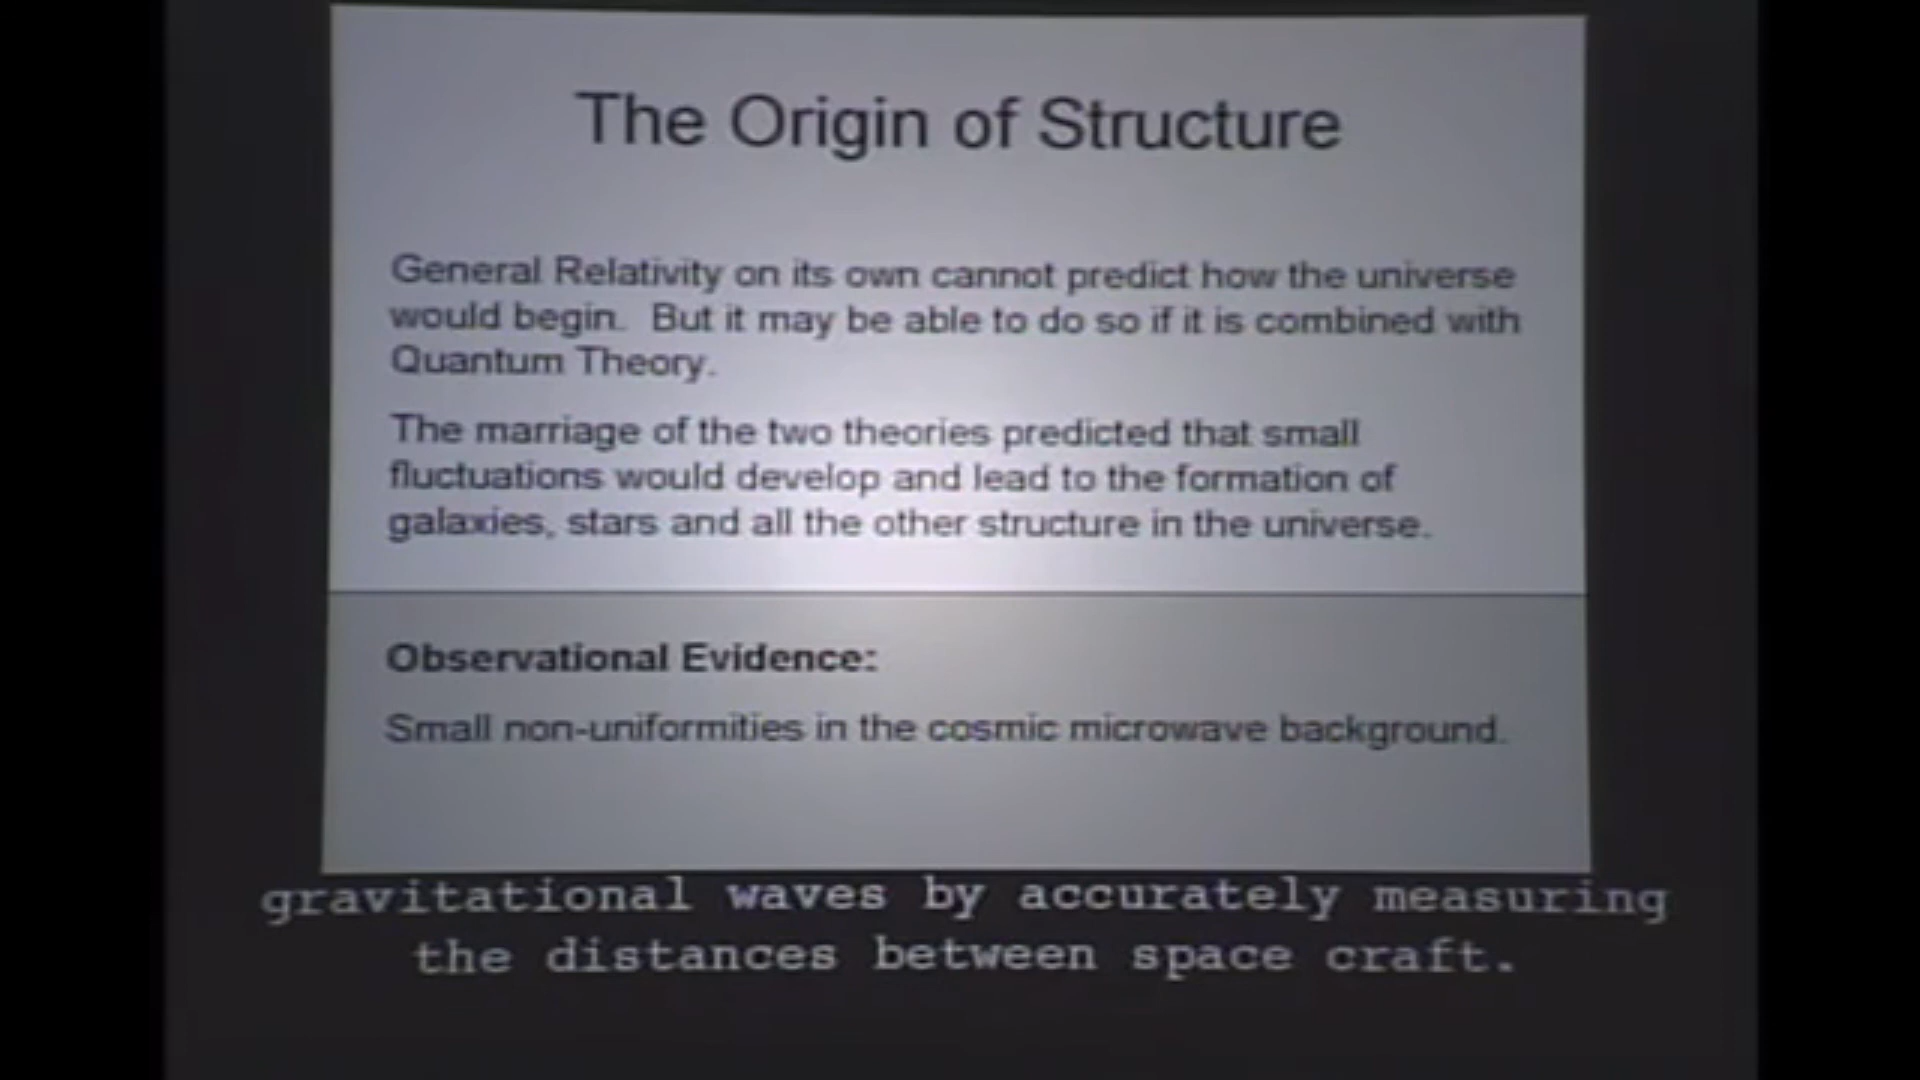 The Origin of Structure
General Relativity on its own cannot predict how the universe
would begin. But it may be able to do so if it is combined with
Quantum Theory.
The marriage of the two theories predicted that small
fluctuations would develop and lead to the formation of
galaxies, stars and all the other structure in the universe.
Observational Evidence:
Small non-uniformities in the cosmic microwave background.
gravitational waves by accurately measuring
the distances between space craft.